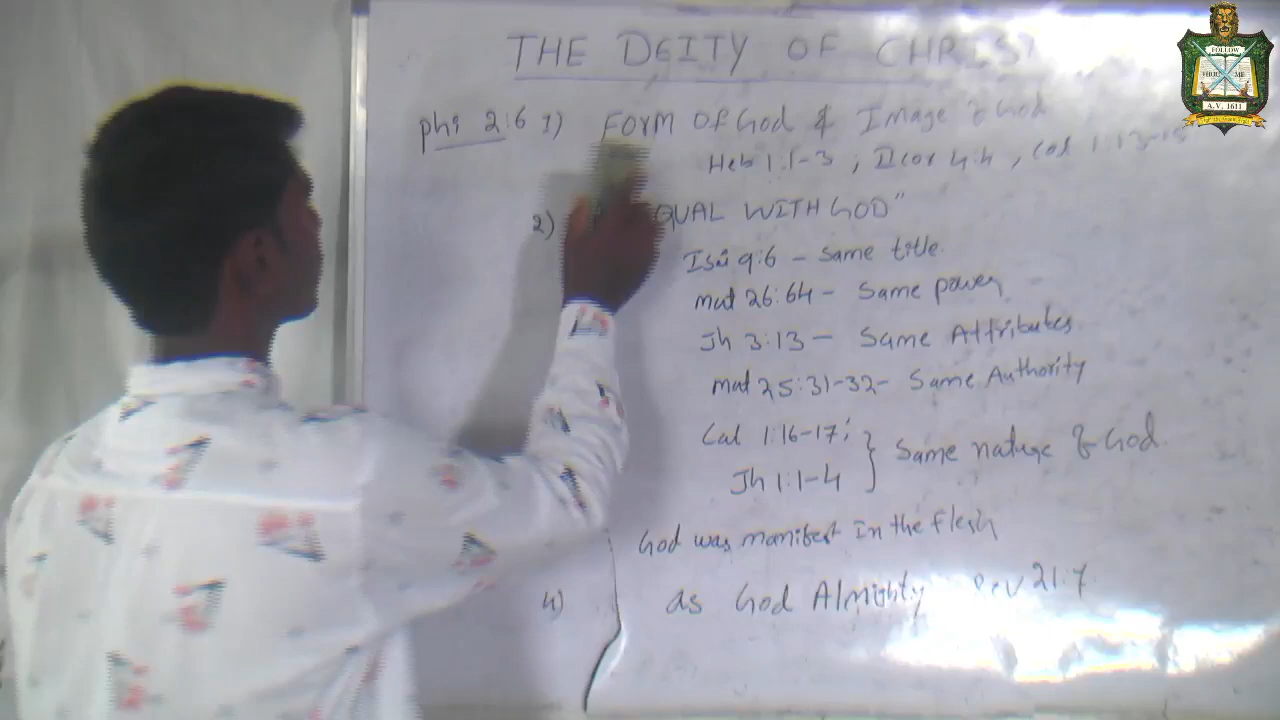 THE DEITY OF CHRIST
phi 2:6 1) FORM OF God & Image of God
Heb 1:1-3, II cor 4:4, Col 1:13-15
2) QUAL WITH GOD"
Isa 9:6 - Same title.
mat 26:64 - Same power
Jh 3:13 - Same Attributes
mat 25:31-32 - Same Authority
Col 1:16-17; } Same nature of God.
Jh 1:1-4
God was manifest In the Flesh
4) as God Almighty Rev 21:7
FOLLOW
THOU ME
A.V. 1611